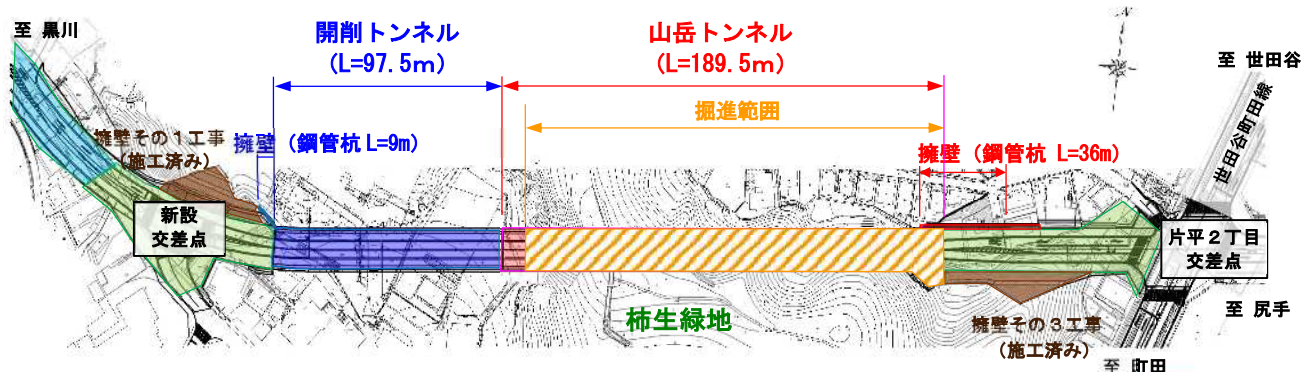 至 黒川
開削トンネル
(L=97.5m)
山岳トンネル
(L=189.5m)
N
至 世田谷
世田谷町田線
掘進範囲
擁壁その1工事
(施工済み)
擁壁 (鋼管杭 L=9m)
擁壁 (鋼管杭 L=36m)
新設
交差点
片平2丁目
交差点
柿生緑地
至 尻手
擁壁その3工事
(施工済み)
至 町田